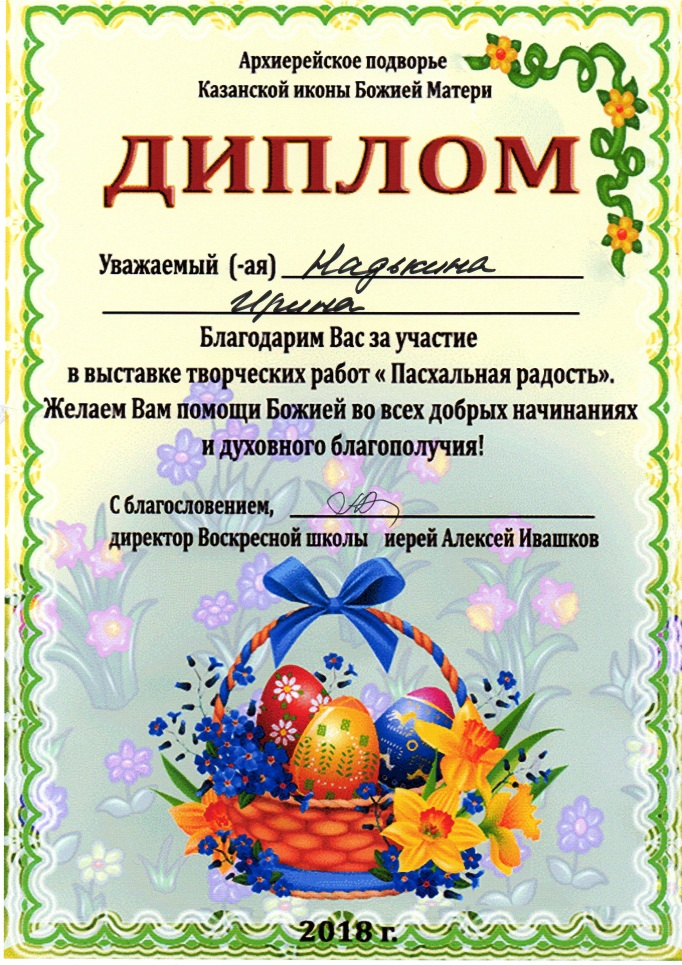 Архиерейское подворье
Казанской иконы Божией Матери
ДИПЛОМ
Уважаемый (-ая) Надькина
Ирина
Благодарим Вас за участие
в выставке творческих работ « Пасхальная радость».
Желаем Вам помощи Божией во всех добрых начинаниях
и духовного благополучия!
С благословением,
директор Воскресной школы иерей Алексей Ивашков
2018 г.